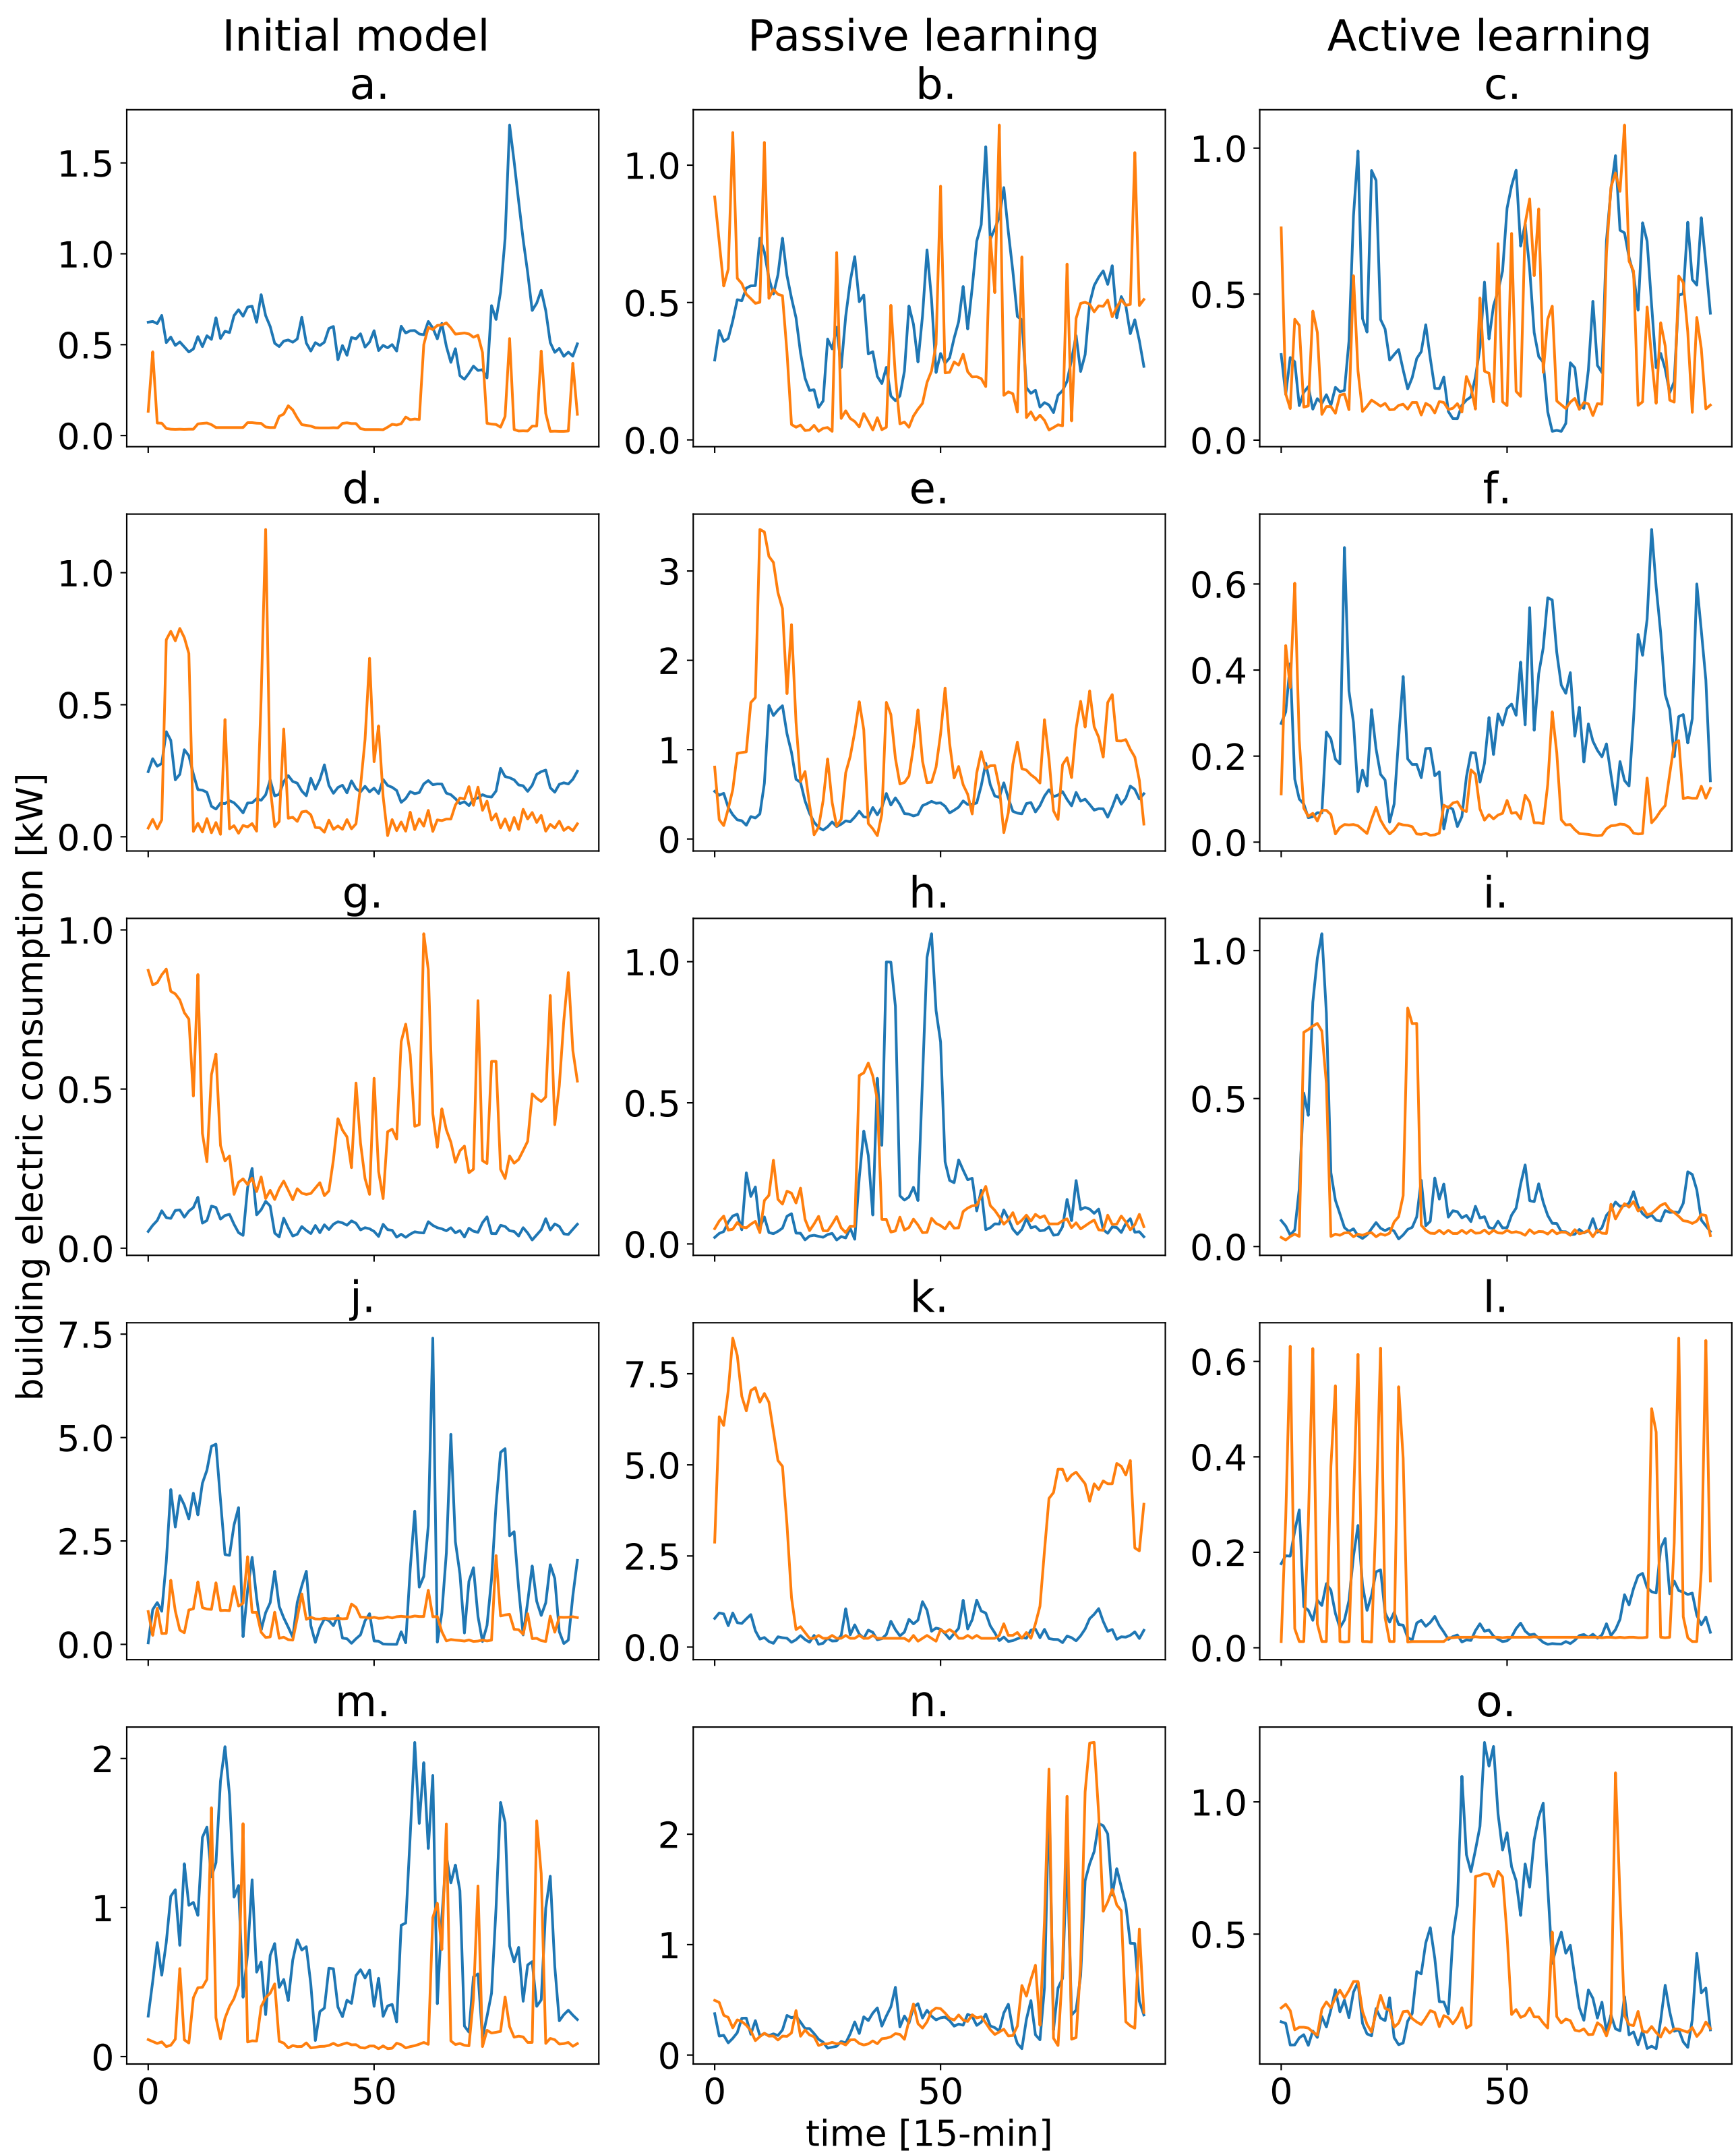 Initial model
Passive learning
Active learning
a.
b.
c.
1.5
1.0
0.5
0.0
1.0
0.5
0.0
1.0
0.5
0.0
d.
e.
f.
1.0
0.5
0.0
3
2
1
0
0.6
0.4
0.2
0.0
building electric consumption [kW]
g.
h.
i.
1.0
0.5
0.0
1.0
0.5
0.0
1.0
0.5
0.0
j.
k.
l.
7.5
5.0
2.5
0.0
7.5
5.0
2.5
0.0
0.6
0.4
0.2
0.0
m.
n.
o.
2
1
0
2
1
0
1.0
0.5
0
50
0
50
0
50
time [15-min]